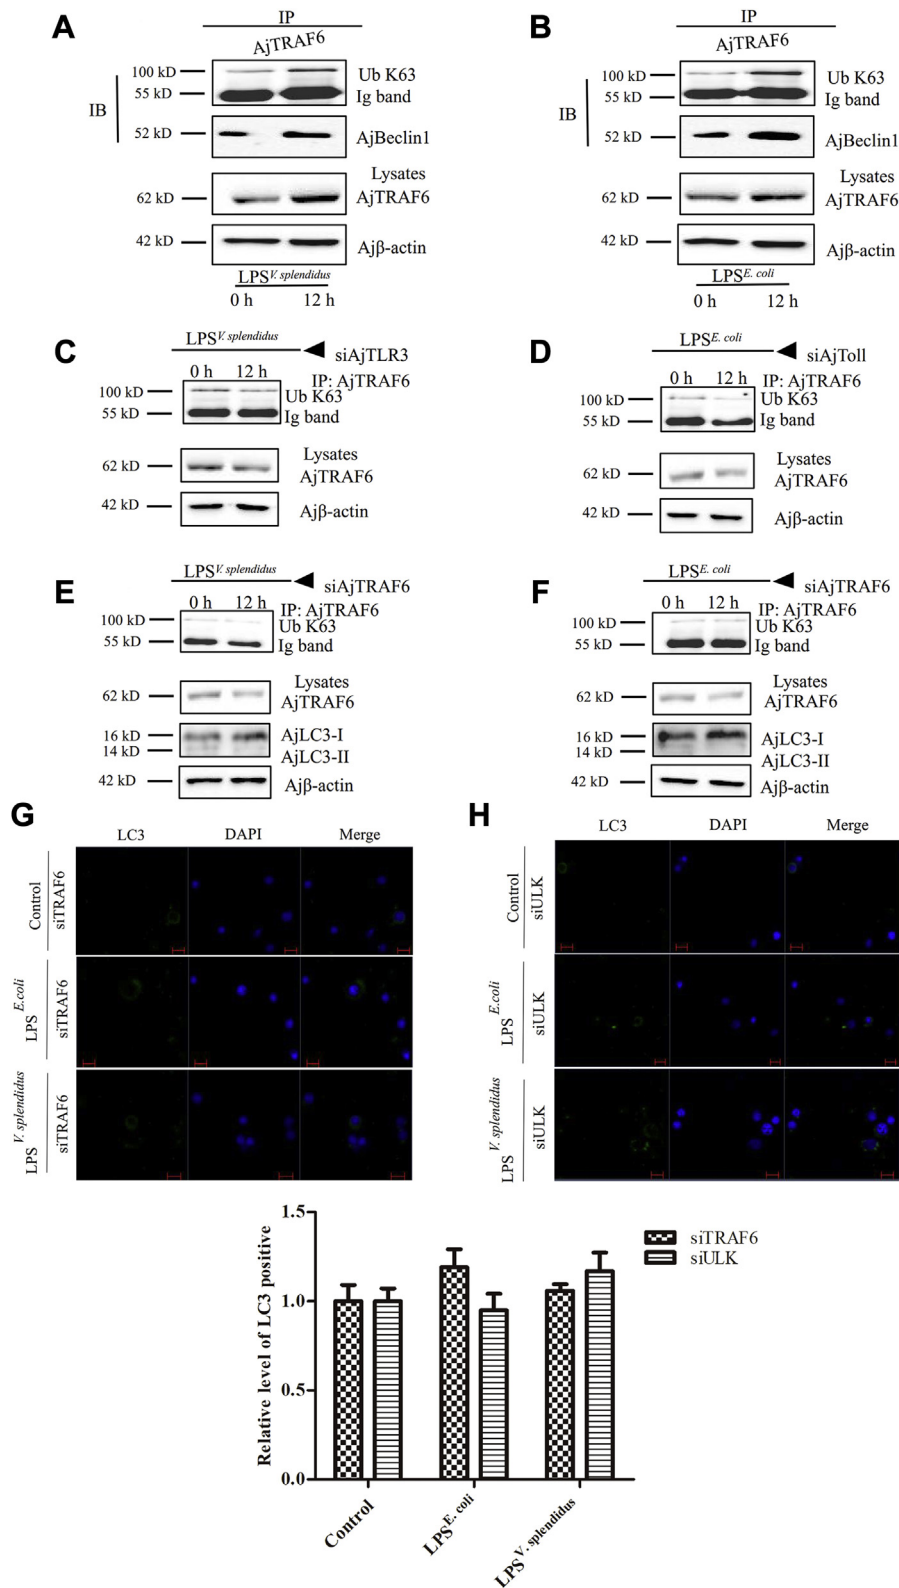 A
IP
AjTRAF6
100 kD
Ub K63
55 kD
Ig band
IB
52 kD
AjBeclin1
Lysates
62 kD
AjTRAF6
42 kD
Ajβ-actin
LPS V. splendidus
0 h 12 h
B
IP
AjTRAF6
100 kD
Ub K63
55 kD
Ig band
IB
52 kD
AjBeclin1
Lysates
62 kD
AjTRAF6
42 kD
Ajβ-actin
LPS E. coli
0 h 12 h
C
LPS V. splendidus
siAjTLR3
0 h 12 h
IP: AjTRAF6
100 kD
Ub K63
55 kD
Ig band
Lysates
62 kD
AjTRAF6
42 kD
Ajβ-actin
D
LPS E. coli
siAjToll
0 h 12 h
IP: AjTRAF6
100 kD
Ub K63
55 kD
Ig band
Lysates
62 kD
AjTRAF6
42 kD
Ajβ-actin
E
LPS V. splendidus
siAjTRAF6
0 h 12 h
IP: AjTRAF6
100 kD
Ub K63
55 kD
Ig band
Lysates
62 kD
AjTRAF6
16 kD
AjLC3-I
14 kD
AjLC3-II
42 kD
Ajβ-actin
F
LPS E. coli
siAjTRAF6
0 h 12 h
IP: AjTRAF6
100 kD
Ub K63
55 kD
Ig band
Lysates
62 kD
AjTRAF6
16 kD
AjLC3-I
14 kD
AjLC3-II
42 kD
Ajβ-actin
G
LC3 DAPI Merge
Control
siTRAF6
LPS E.coli
siTRAF6
LPS V. splendidus
siTRAF6
H
LC3 DAPI Merge
Control
siULK
LPS E.coli
siULK
LPS V. splendidus
siULK
Relative level of LC3 positive
1.5
1.0
0.5
0.0
siTRAF6
siULK
Control
LPS E. coli
LPS V. splendidus